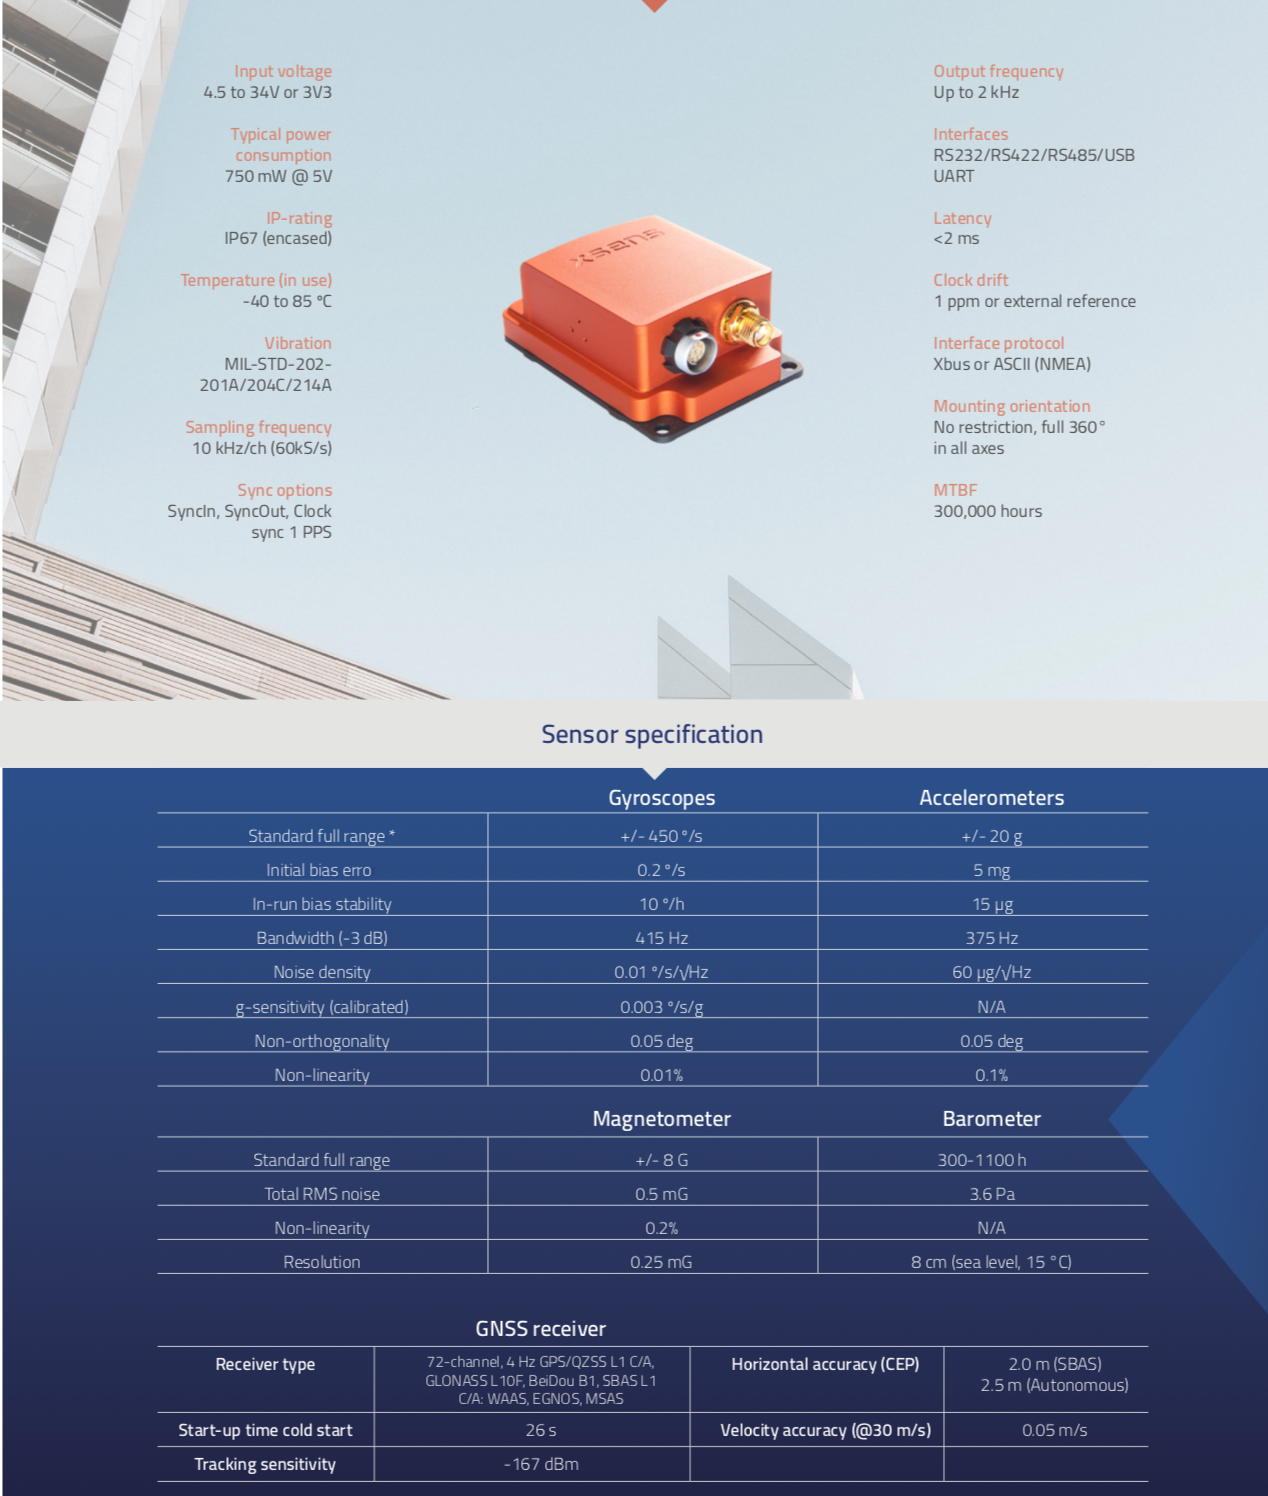 Input voltage
4.5 to 34V or 3V3
Typical power
consumption
750 mW @ 5V
IP-rating
IP67 (encased)
Temperature (in use)
-40 to 85 ºC
Vibration
MIL-STD-202-
201A/204C/214A
Sampling frequency
10 kHz/ch (60kS/s)
Sync options
SyncIn, SyncOut, Clock
sync 1 PPS
xsens
Output frequency
Up to 2 kHz
Interfaces
RS232/RS422/RS485/USB
UART
Latency
<2 ms
Clock drift
1 ppm or external reference
Interface protocol
Xbus or ASCII (NMEA)
Mounting orientation
No restriction, full 360°
in all axes
MTBF
300,000 hours
Sensor specification
Gyroscopes Accelerometers
Standard full range * +/- 450 º/s +/- 20 g
Initial bias erro 0.2 º/s 5 mg
In-run bias stability 10 º/h 15 µg
Bandwidth (-3 dB) 415 Hz 375 Hz
Noise density 0.01 º/s/√Hz 60 µg/√Hz
g-sensitivity (calibrated) 0.003 º/s/g N/A
Non-orthogonality 0.05 deg 0.05 deg
Non-linearity 0.01% 0.1%
Magnetometer Barometer
Standard full range +/- 8 G 300-1100 h
Total RMS noise 0.5 mG 3.6 Pa
Non-linearity 0.2% N/A
Resolution 0.25 mG 8 cm (sea level, 15 °C)
GNSS receiver
Receiver type 72-channel, 4 Hz GPS/QZSS L1 C/A, Horizontal accuracy (CEP) 2.0 m (SBAS)
GLONASS L10F, BeiDou B1, SBAS L1 2.5 m (Autonomous)
C/A: WAAS, EGNOS, MSAS
Start-up time cold start 26 s Velocity accuracy (@30 m/s) 0.05 m/s
Tracking sensitivity -167 dBm